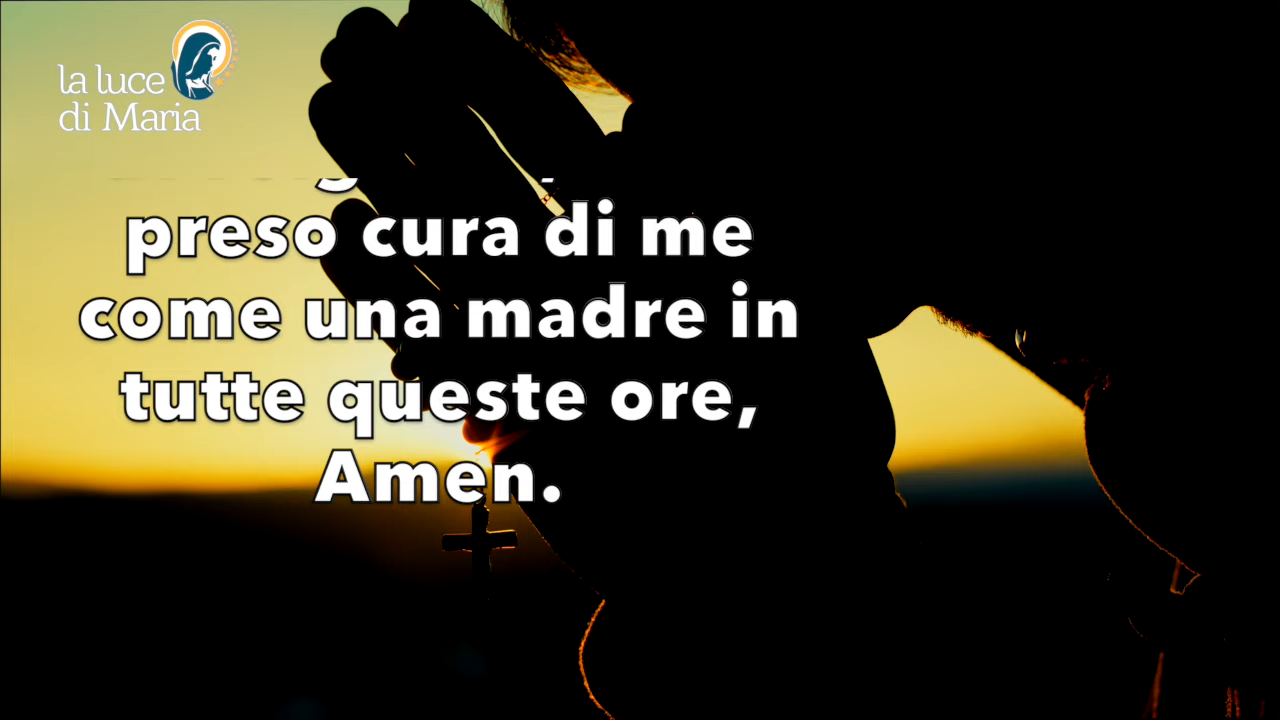 la luce
di Maria
preso cura di me
come una madre in
tutte queste ore,
Amen.